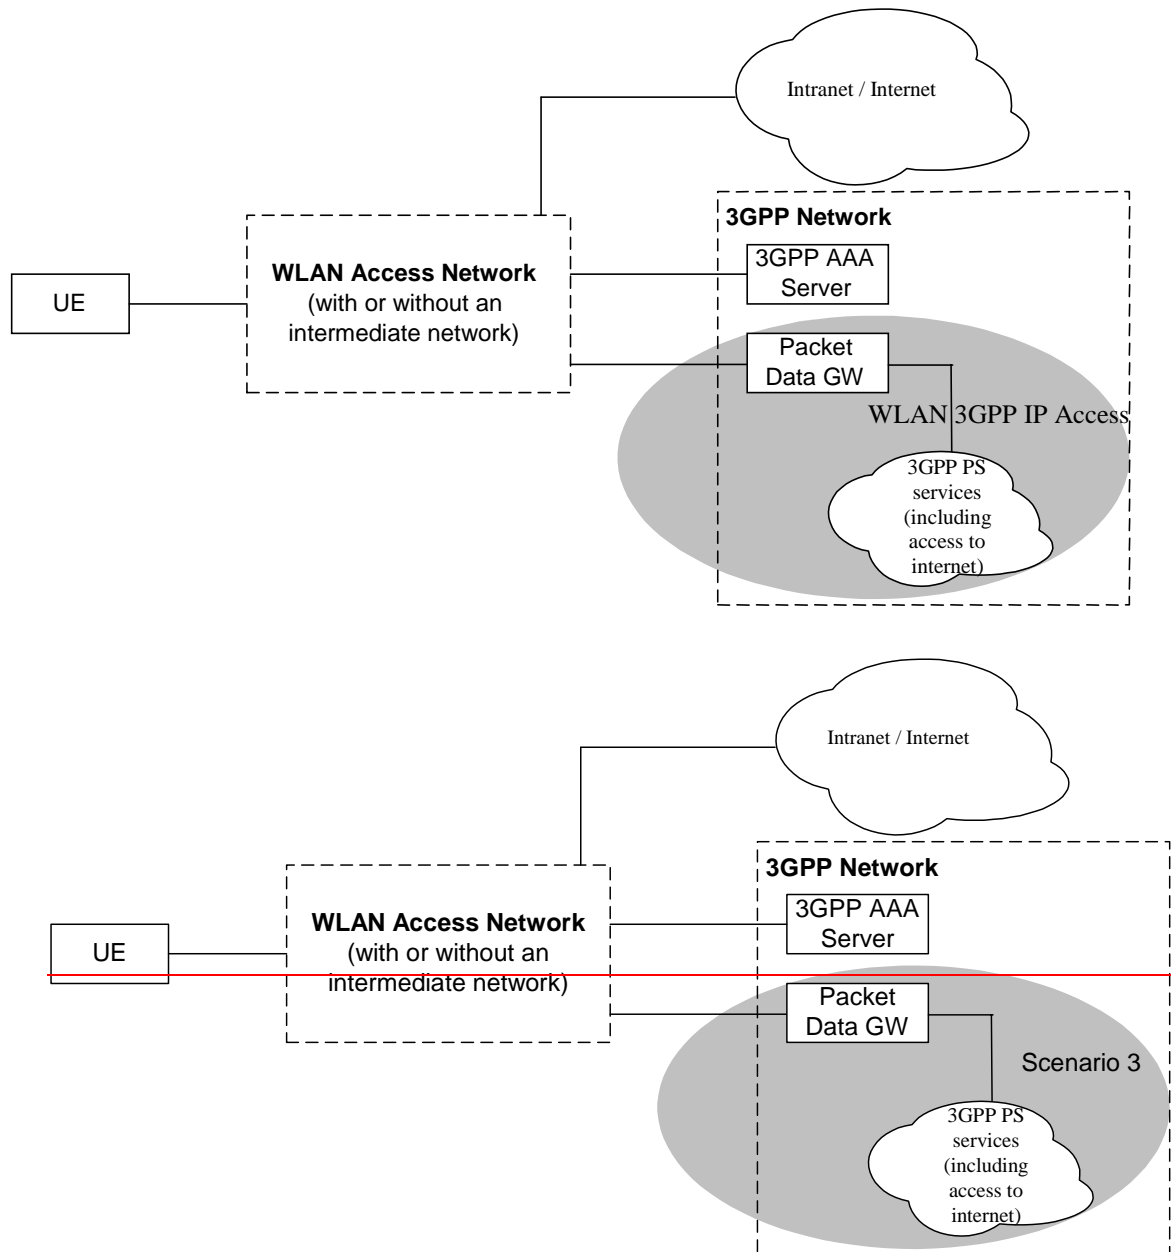 Intranet / Internet
3GPP Network
3GPP AAA
Server
WLAN Access Network
(with or without an
intermediate network)
UE
Packet
Data GW
WLAN 3GPP IP Access
3GPP PS
services
(including
access to
internet)
Intranet / Internet
3GPP Network
3GPP AAA
Server
WLAN Access Network
(with or without an
intermediate network)
UE
Packet
Data GW
Scenario 3
3GPP PS
services
(including
access to
internet)